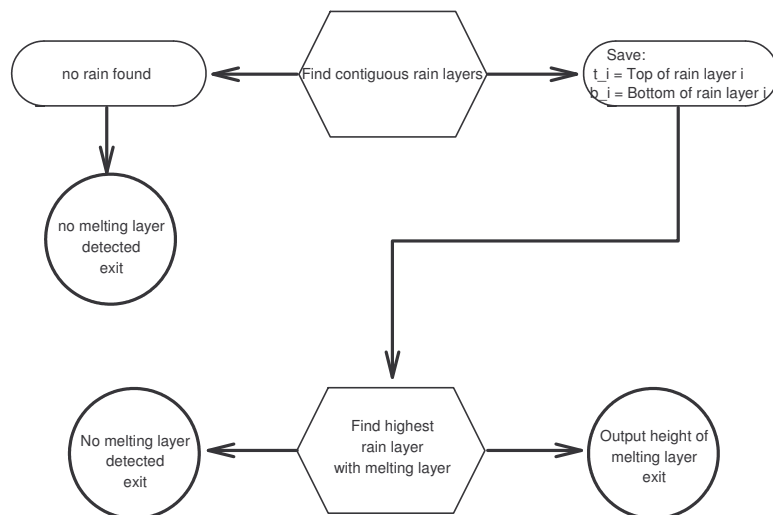 no rain found
Find contiguous rain layers
Save:
t_i = Top of rain layer i
b_i = Bottom of rain layer i
no melting layer
detected
exit
No melting layer
detected
exit
Find highest
rain layer
with melting layer
Output height of
melting layer
exit